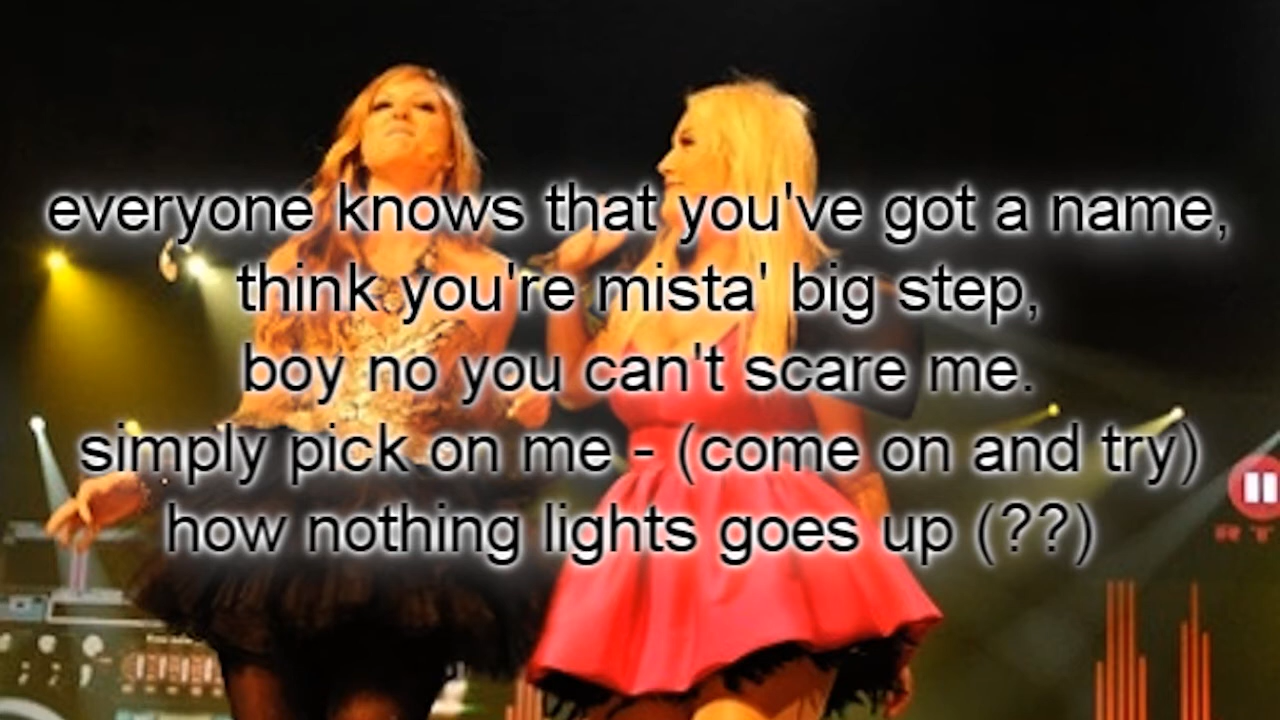 everyone knows that you've got a name,
think you're mista' big step,
boy no you can't scare me.
simply pick on me - (come on and try)
how nothing lights goes up (??)